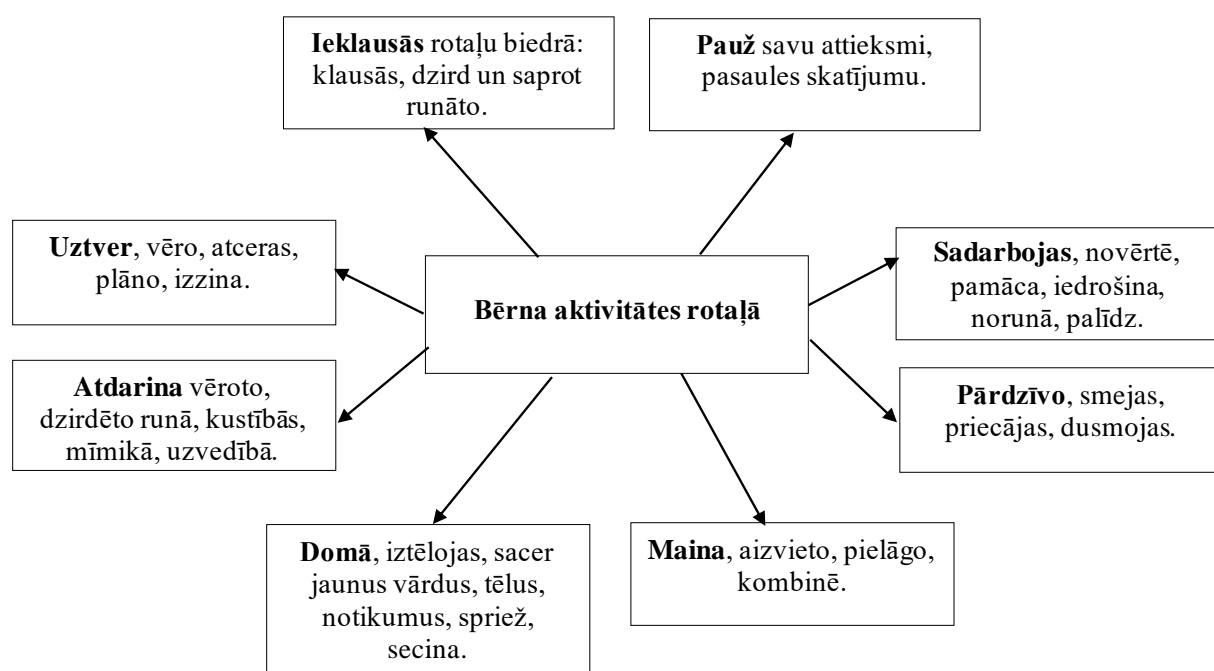 Ieklausās rotaļu biedrā:
klausās, dzird un saprot
runāto.
Pauž savu attieksmi,
pasaules skatījumu.
Uztver, vēro, atceras,
plāno, izzina.
Bērna aktivitātes rotaļā
Sadarbojas, novērtē,
pamāca, iedrošina,
norunā, palīdz.
Atdarina vēroto,
dzirdēto runā, kustībās,
mīmikā, uzvedībā.
Pārdzīvo, smejas,
priecājas, dusmojas.
Domā, iztēlojas, sacer
jaunus vārdus, tēlus,
notikumus, spriež,
secina.
Maina, aizvieto, pielāgo,
kombinē.